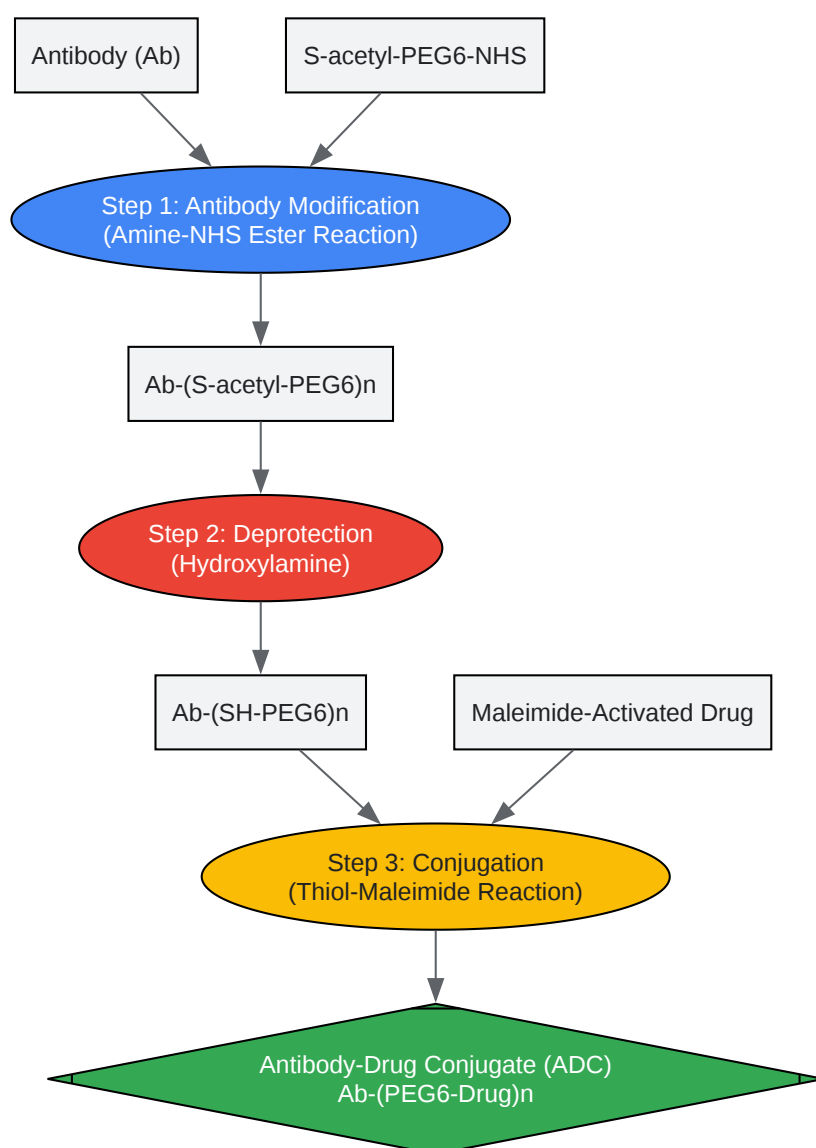 Antibody (Ab)
S-acetyl-PEG6-NHS
Step 1: Antibody Modification
(Amine-NHS Ester Reaction)
Ab-(S-acetyl-PEG6)n
Step 2: Deprotection
(Hydroxylamine)
Ab-(SH-PEG6)n
Maleimide-Activated Drug
Step 3: Conjugation
(Thiol-Maleimide Reaction)
Antibody-Drug Conjugate (ADC)
Ab-(PEG6-Drug)n